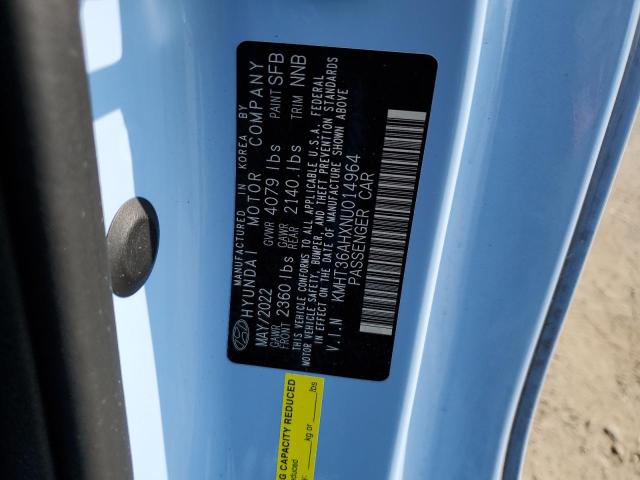 MANUFACTURED IN KOREA BY
HYUNDAI MOTOR COMPANY
MAY/2022 GVWR 4079 lbs PAINT SFB
GAWR FRONT 2360 lbs GAWR REAR 2140 lbs TRIM NNB
THIS VEHICLE CONFORMS TO ALL APPLICABLE U.S.A. FEDERAL
MOTOR VEHICLE SAFETY, BUMPER, AND THEFT PREVENTION STANDARDS
IN EFFECT ON THE DATE OF MANUFACTURE SHOWN ABOVE
V.I.N KMHT36AHXNU014964
PASSENGER CAR
G CAPACITY REDUCED
kg or lbs